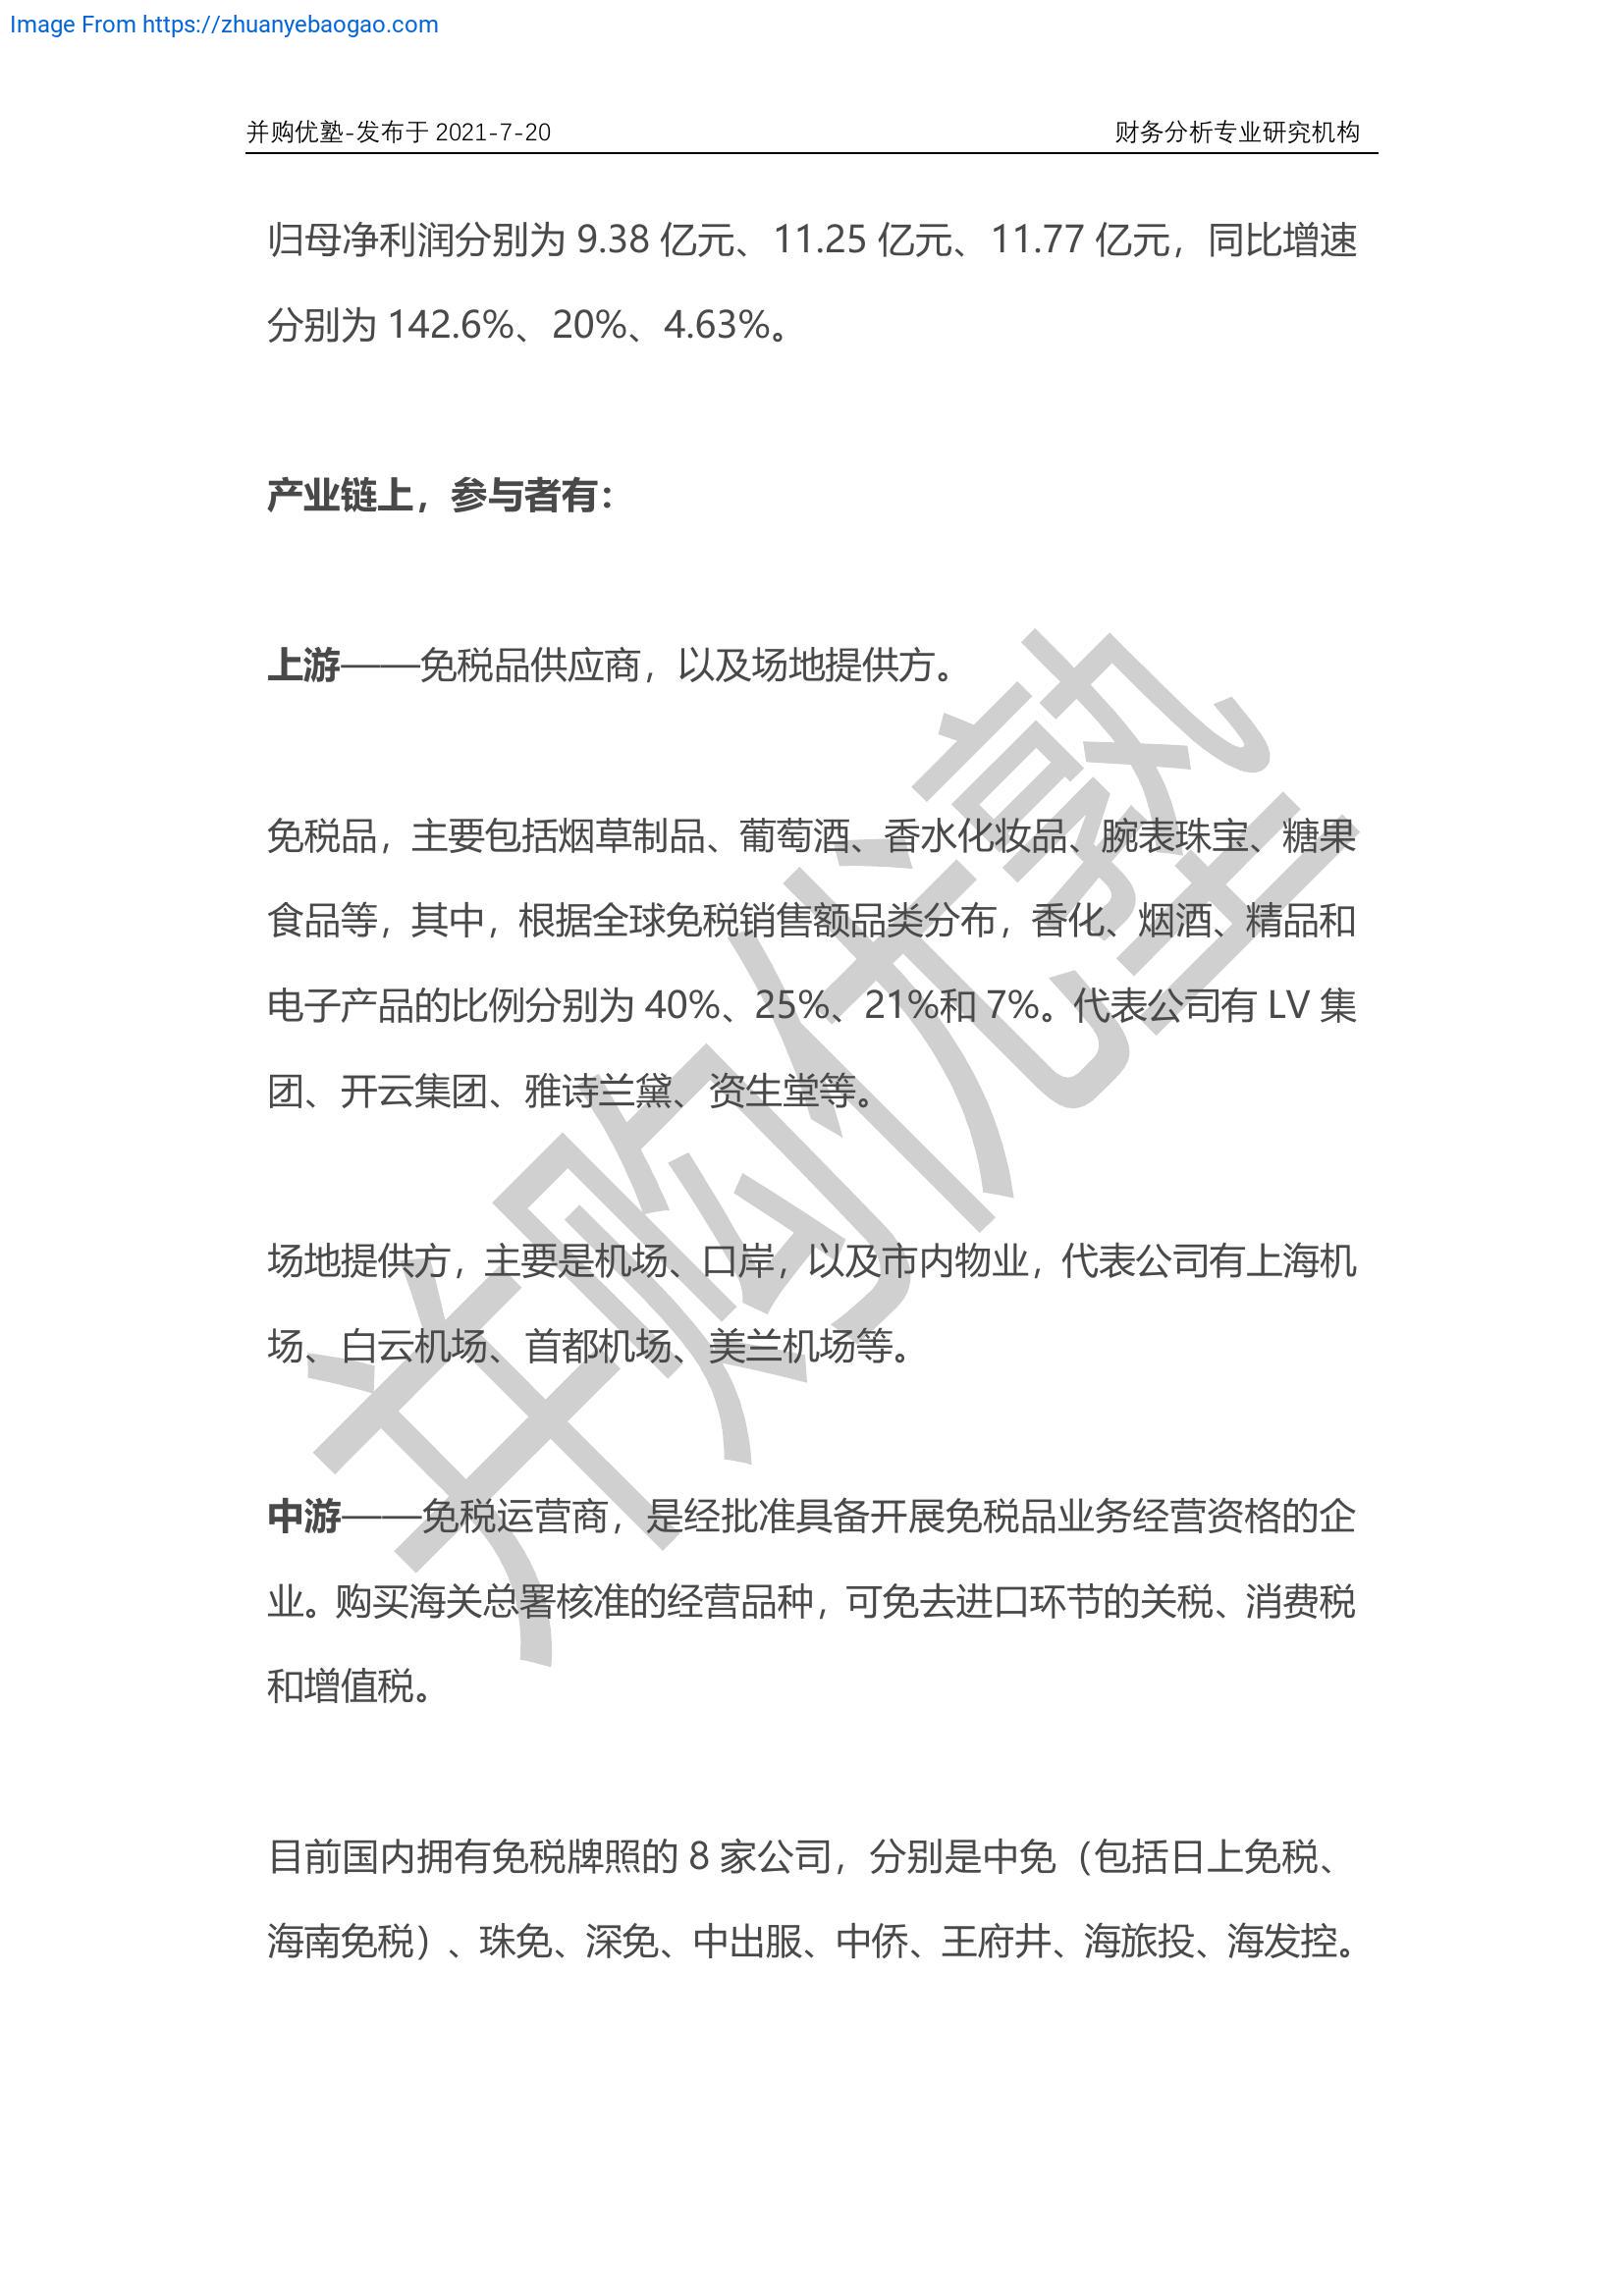 Image From https://zhuanyebaogao.com
并购优塾-发布于 2021-7-20 财务分析专业研究机构
归母净利润分别为 9.38 亿元、11.25 亿元、11.77 亿元，同比增速
分别为 142.6%、20%、4.63%。
产业链上，参与者有：
上游——免税品供应商，以及场地提供方。
免税品，主要包括烟草制品、葡萄酒、香水化妆品、腕表珠宝、糖果
食品等，其中，根据全球免税销售额品类分布，香化、烟酒、精品和
电子产品的比例分别为 40%、25%、21%和 7%。代表公司有 LV 集
团、开云集团、雅诗兰黛、资生堂等。
场地提供方，主要是机场、口岸，以及市内物业，代表公司有上海机
场、白云机场、首都机场、美兰机场等。
中游——免税运营商，是经批准具备开展免税品业务经营资格的企
业。购买海关总署核准的经营品种，可免去进口环节的关税、消费税
和增值税。
目前国内拥有免税牌照的 8 家公司，分别是中免（包括日上免税、
海南免税）、珠免、深免、中出服、中侨、王府井、海旅投、海发控。
并购优塾